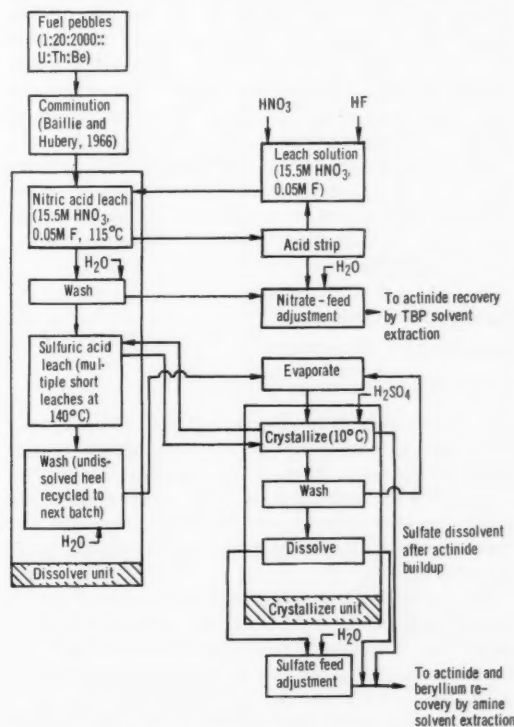 Fuel pebbles
(1:20:2000::
U:Th:Be)
Comminution
(Baillie and
Hubery, 1966)
HNO3
HF
Leach solution
(15.5M HNO3,
0.05M F)
Nitric acid leach
(15.5M HNO3,
0.05M F, 115°C
Acid strip
H2O
Wash
H2O
Nitrate-feed
adjustment
To actinide recovery
by TBP solvent
extraction
Sulfuric acid
leach (mul-
tiple short
leaches at
140°C)
Evaporate
H2SO4
Crystallize (10°C)
Wash (undis-
solved heel
recycled to
next batch)
H2O
Dissolver unit
Wash
Dissolve
Sulfate dissolvent
after actinide
buildup
Crystallizer unit
H2O
Sulfate feed
adjustment
To actinide and
beryllium re-
covery by amine
solvent extraction